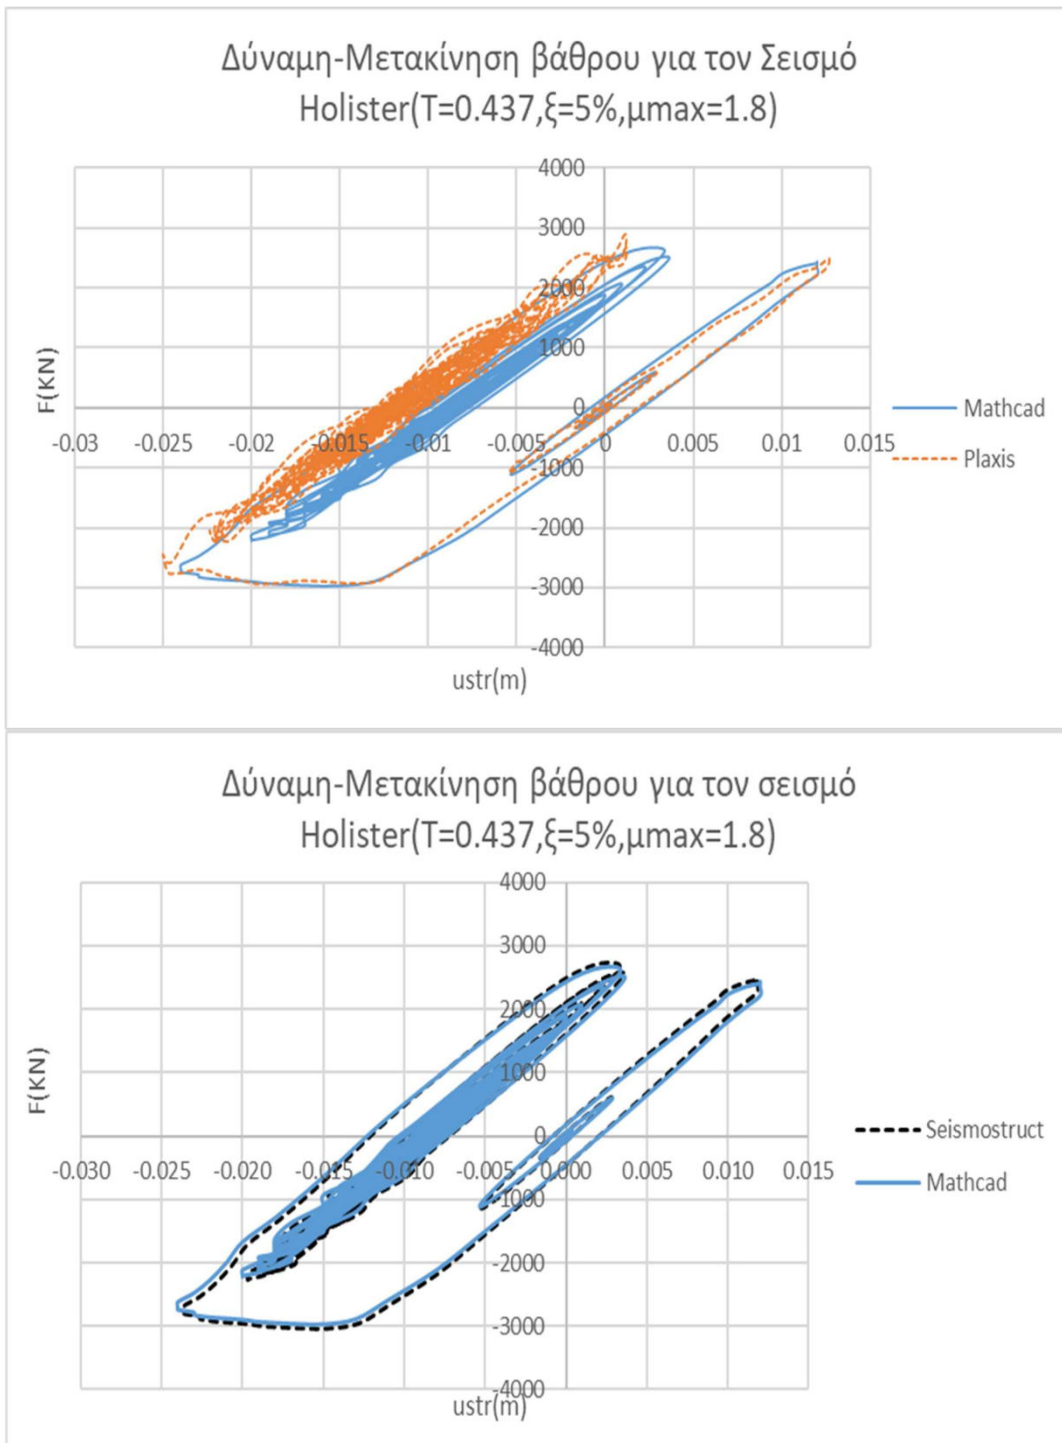 Δύναμη-Μετακίνηση βάθρου για τον Σεισμό
Holister(T=0.437,ξ=5%,μmax=1.8)
4000
3000
2000
1000
0
-0.03 -0.025 -0.02 -0.015 -0.01 -0.005 0 0.005 0.01 0.015
-1000
-2000
-3000
-4000
F(KN)
ustr(m)
Mathcad
Plaxis
Δύναμη-Μετακίνηση βάθρου για τον σεισμό
Holister(T=0.437,ξ=5%,μmax=1.8)
4000
3000
2000
1000
0
-0.030 -0.025 -0.020 -0.015 -0.010 -0.005 0.000 0.005 0.010 0.015
-1000
-2000
-3000
-4000
F(KN)
ustr(m)
Seismostruct
Mathcad